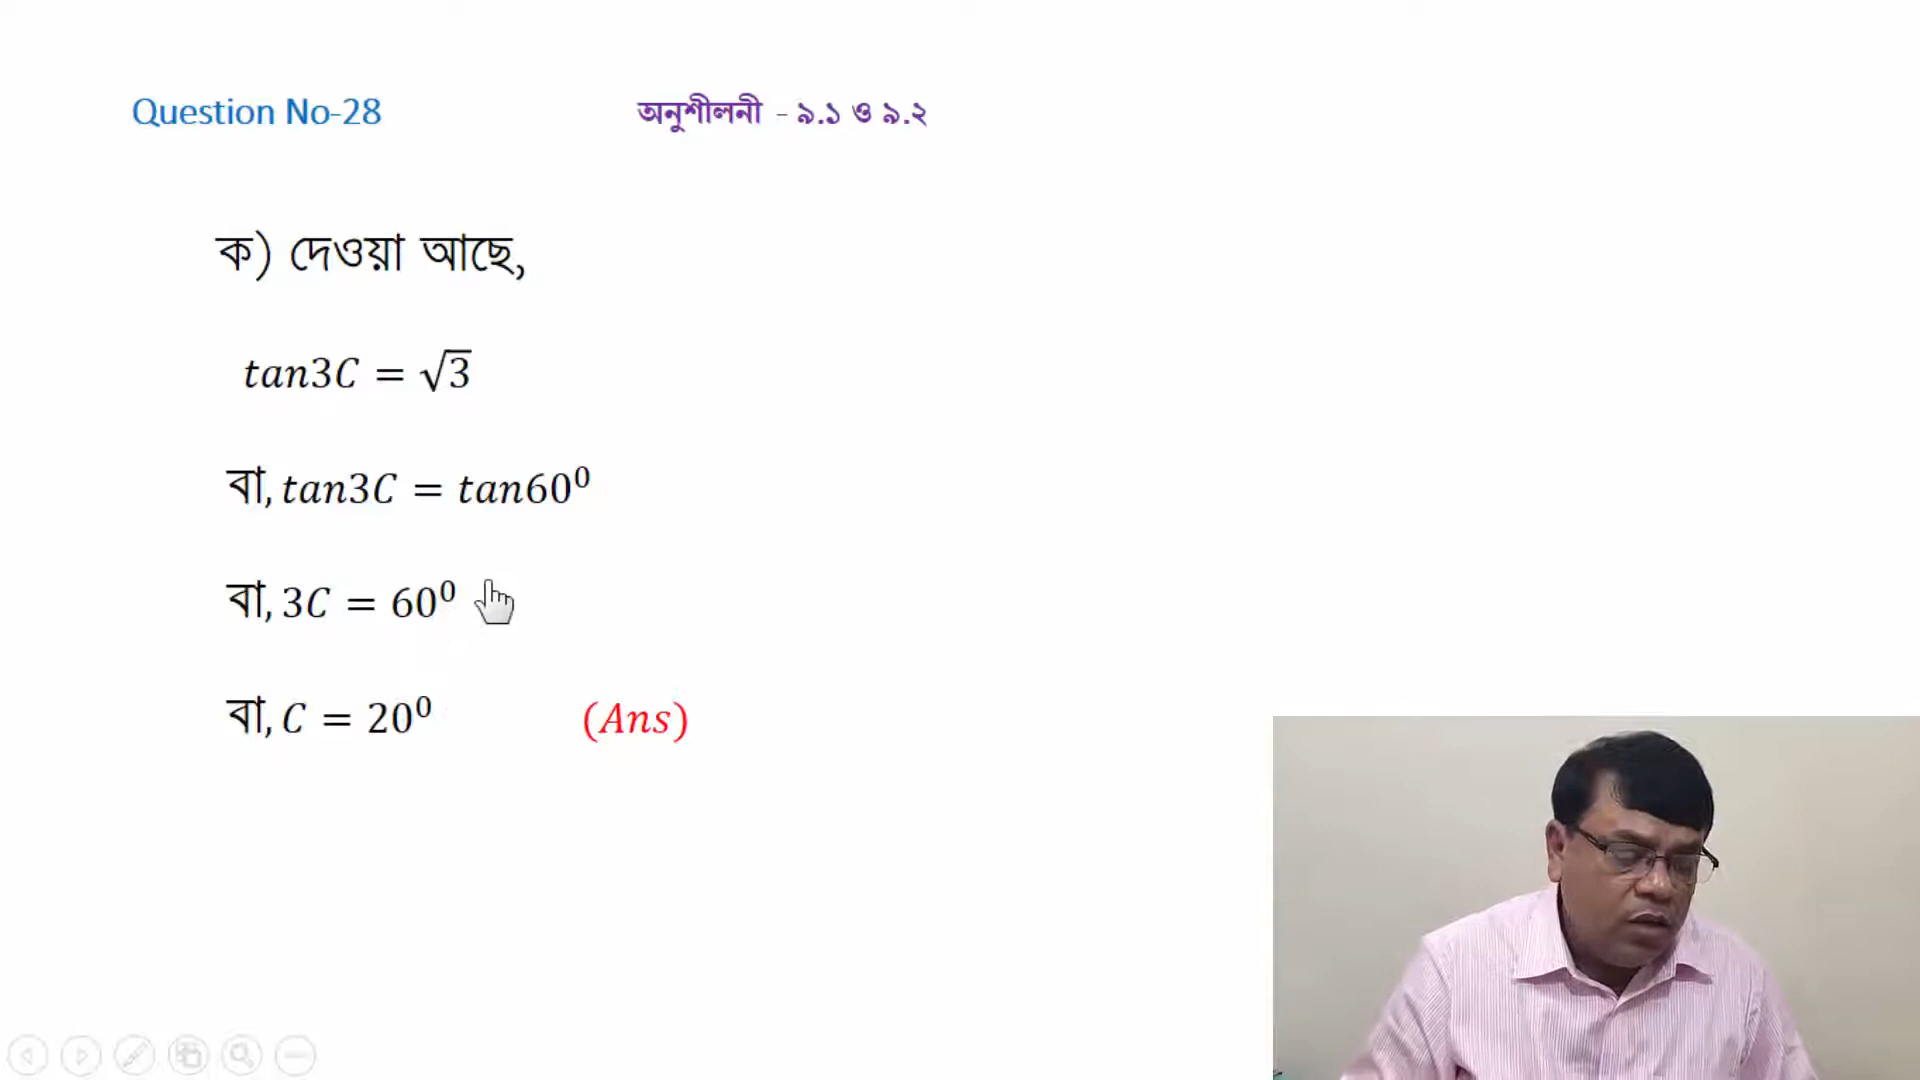 Question No-28
অনুশীলনী - ৯.১ ও ৯.২
ক) দেওয়া আছে,
tan3C = √3
বা, tan3C = tan60⁰
বা, 3C = 60⁰
বা, C = 20⁰ (Ans)